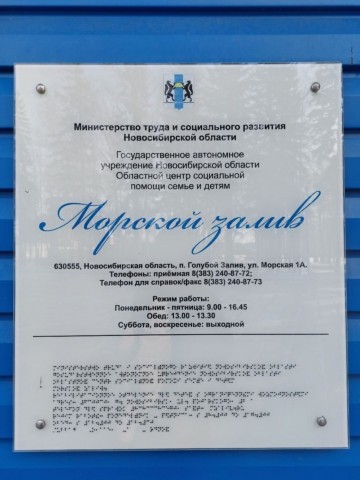 Министерство труда и социального развития
Новосибирской области
Государственное автономное
учреждение Новосибирской области
Областной центр социальной
помощи семье и детям
Морской залив
630555, Новосибирская область, п. Голубой Залив, ул. Морская 1А.
Телефоны: приёмная 8(383) 240-87-72;
Телефон для справок/факс 8(383) 240-87-73
Режим работы:
Понедельник - пятница: 9.00 - 16.45
Обед: 13.00 - 13.30
Суббота, воскресенье: выходной